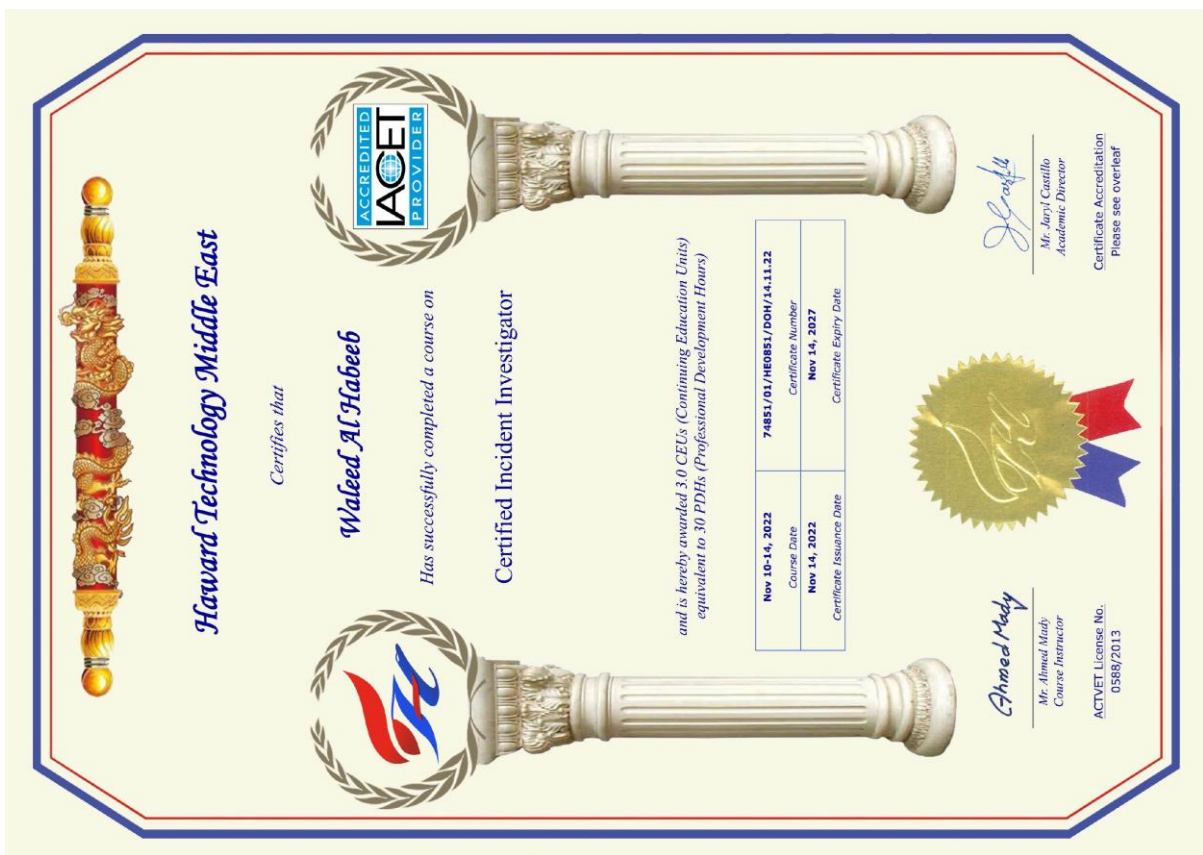 Haward Technology Middle East
Certifies that
Waleed Al Habeeb
Has successfully completed a course on
Certified Incident Investigator
ACCREDITED
IACET
PROVIDER
and is hereby awarded 3.0 CEUs (Continuing Education Units)
equivalent to 30 PDHs (Professional Development Hours)
Nov 10-14, 2022
Course Date
74851/01/HE0851/DOH/14.11.22
Certificate Number
Nov 14, 2022
Certificate Issuance Date
Nov 14, 2027
Certificate Expiry Date
Ahmed Mady
Mr. Ahmed Mady
Course Instructor
ACTVET License No.
0588/2013
Mr. Jaryl Castillo
Academic Director
Certificate Accreditation
Please see overleaf